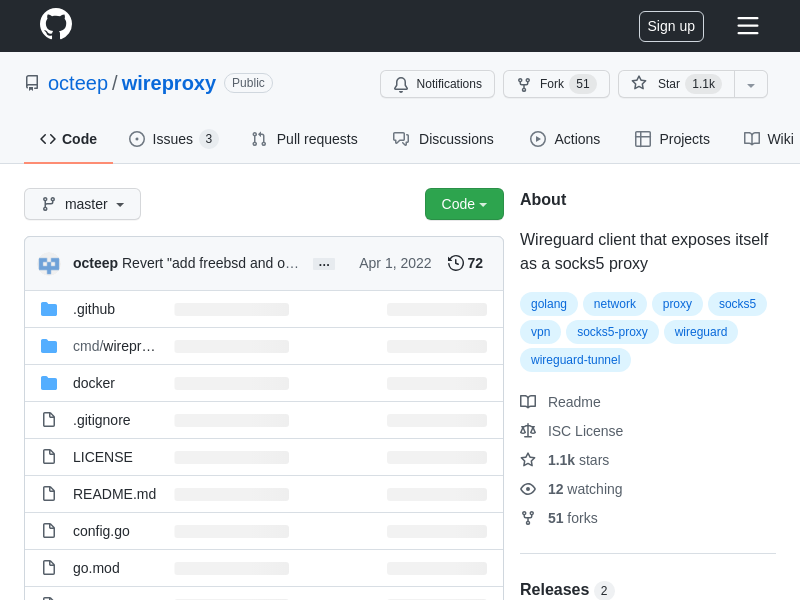 Sign up
octeep / wireproxy Public
Notifications Fork 51 Star 1.1k
Code Issues 3 Pull requests Discussions Actions Projects Wiki
master Code
octeep Revert "add freebsd and o… ... Apr 1, 2022 72
.github
cmd/wirepr…
docker
.gitignore
LICENSE
README.md
config.go
go.mod
About
Wireguard client that exposes itself
as a socks5 proxy
golang network proxy socks5
vpn socks5-proxy wireguard
wireguard-tunnel
Readme
ISC License
1.1k stars
12 watching
51 forks
Releases 2